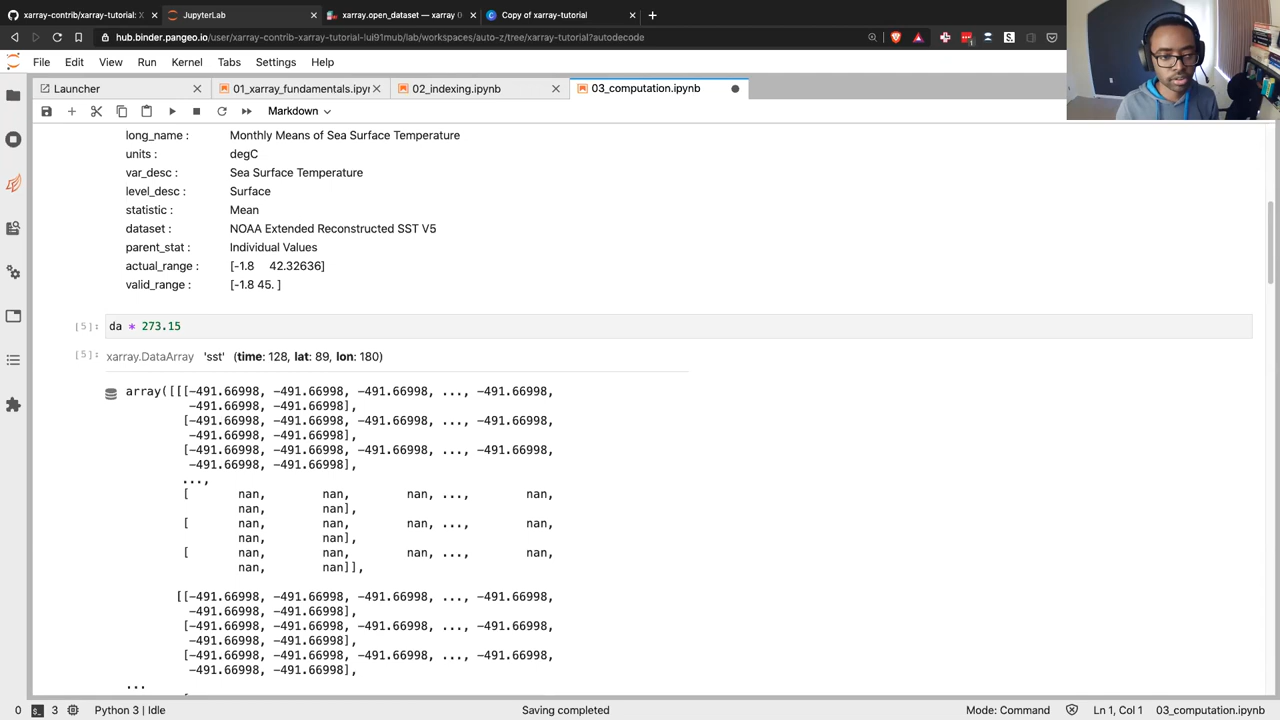 xarray-contrib/xarray-tutorial: X
JupyterLab
xarray.open_dataset — xarray 0
Copy of xarray-tutorial
hub.binder.pangeo.io/user/xarray-contrib-xarray-tutorial-lui91mub/lab/workspaces/auto-z/tree/xarray-tutorial?autodecode
File Edit View Run Kernel Tabs Settings Help
Launcher
01_xarray_fundamentals.ipyn
02_indexing.ipynb
03_computation.ipynb
Markdown
long_name : Monthly Means of Sea Surface Temperature
units : degC
var_desc : Sea Surface Temperature
level_desc : Surface
statistic : Mean
dataset : NOAA Extended Reconstructed SST V5
parent_stat : Individual Values
actual_range : [-1.8 42.32636]
valid_range : [-1.8 45. ]
[5]: da * 273.15
[5]: xarray.DataArray 'sst' (time: 128, lat: 89, lon: 180)
array([[[-491.66998, -491.66998, -491.66998, ..., -491.66998,
-491.66998, -491.66998],
[-491.66998, -491.66998, -491.66998, ..., -491.66998,
-491.66998, -491.66998],
[-491.66998, -491.66998, -491.66998, ..., -491.66998,
-491.66998, -491.66998],
...,
[ nan, nan, nan, ..., nan,
nan, nan],
[ nan, nan, nan, ..., nan,
nan, nan],
[ nan, nan, nan, ..., nan,
nan, nan]],
[[-491.66998, -491.66998, -491.66998, ..., -491.66998,
-491.66998, -491.66998],
[-491.66998, -491.66998, -491.66998, ..., -491.66998,
-491.66998, -491.66998],
[-491.66998, -491.66998, -491.66998, ..., -491.66998,
-491.66998, -491.66998],
...
0 3 Python 3 | Idle Saving completed Mode: Command Ln 1, Col 1 03_computation.ipynb